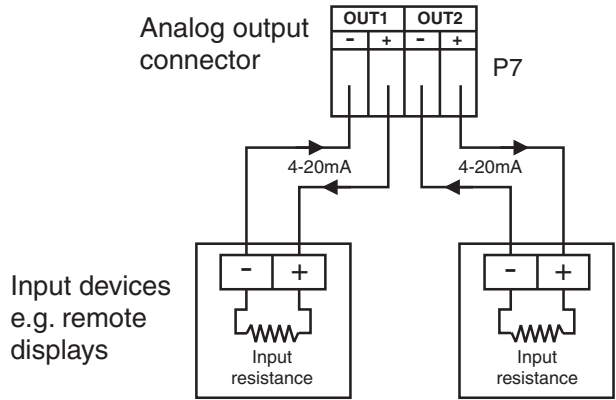 Analog output
connector
OUT1 OUT2
- + - +
P7
4-20mA 4-20mA
- + - +
Input devices
e.g. remote
displays
Input
resistance
Input
resistance